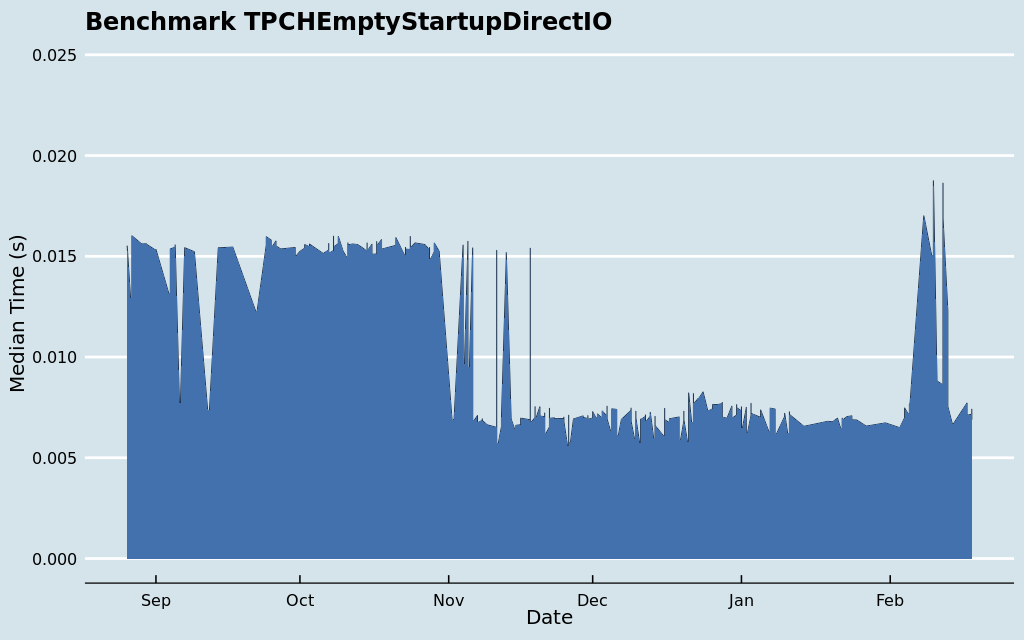 Benchmark TPCHEmptyStartupDirectIO
0.025
0.020
0.015
0.010
0.005
0.000
Median Time (s)
Sep Oct Nov Dec Jan Feb
Date